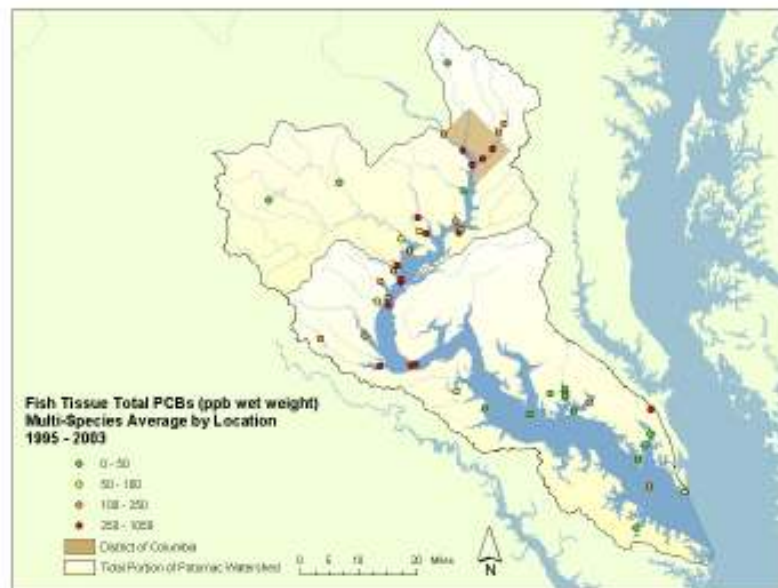 Fish Tissue Total PCBs (ppb wet weight)
Multi-Species Average by Location
1995 - 2003
0 - 50
50 - 100
100 - 250
250 - 1050
District of Columbia
Tidal Portion of Potomac Watershed
0 5 10 20 Miles
N